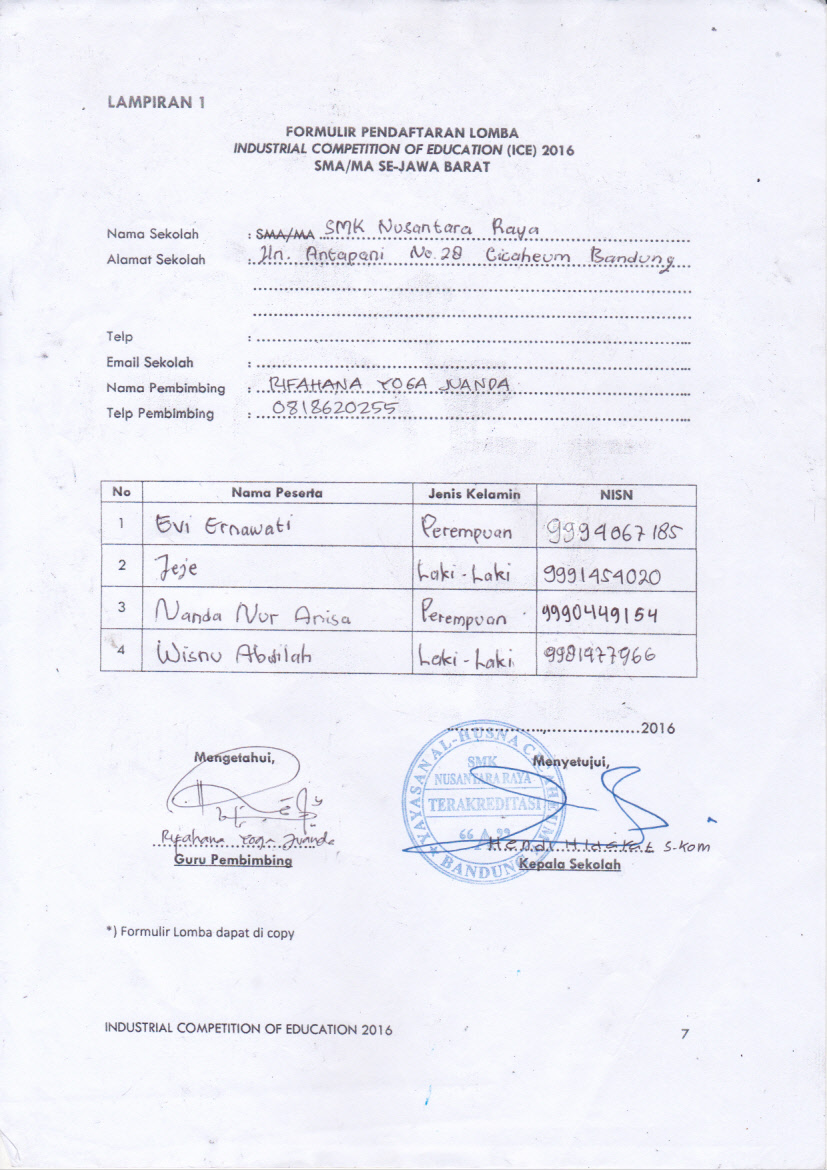 LAMPIRAN 1
FORMULIR PENDAFTARAN LOMBA
INDUSTRIAL COMPETITION OF EDUCATION (ICE) 2016
SMA/MA SE-JAWA BARAT
Nama Sekolah : SMA/MA SMK Nusantara Raya
Alamat Sekolah : Jln. Antapani No. 28 Cicaheum Bandung
Telp :
Email Sekolah :
Nama Pembimbing : RIFAHANA YOGA JUANDA
Telp Pembimbing : 0818620255
No Nama Peserta Jenis Kelamin NISN
1 Evi Ernawati Perempuan 9994067185
2 Jeje Laki-Laki 9991454020
3 Nanda Nur Anisa Perempuan 9990449154
4 Wisnu Abdilah Laki-Laki 9981977966
..................,..................2016
Mengetahui, Menyetujui,
YAYASAN AL-HUSNA CICAHEUM
SMK
NUSANTARA RAYA
TERAKREDITASI
BANDUNG
Rifahana Yoga Juanda Hendi Hidayat S.kom
Guru Pembimbing Kepala Sekolah
*) Formulir Lomba dapat di copy
INDUSTRIAL COMPETITION OF EDUCATION 2016 7